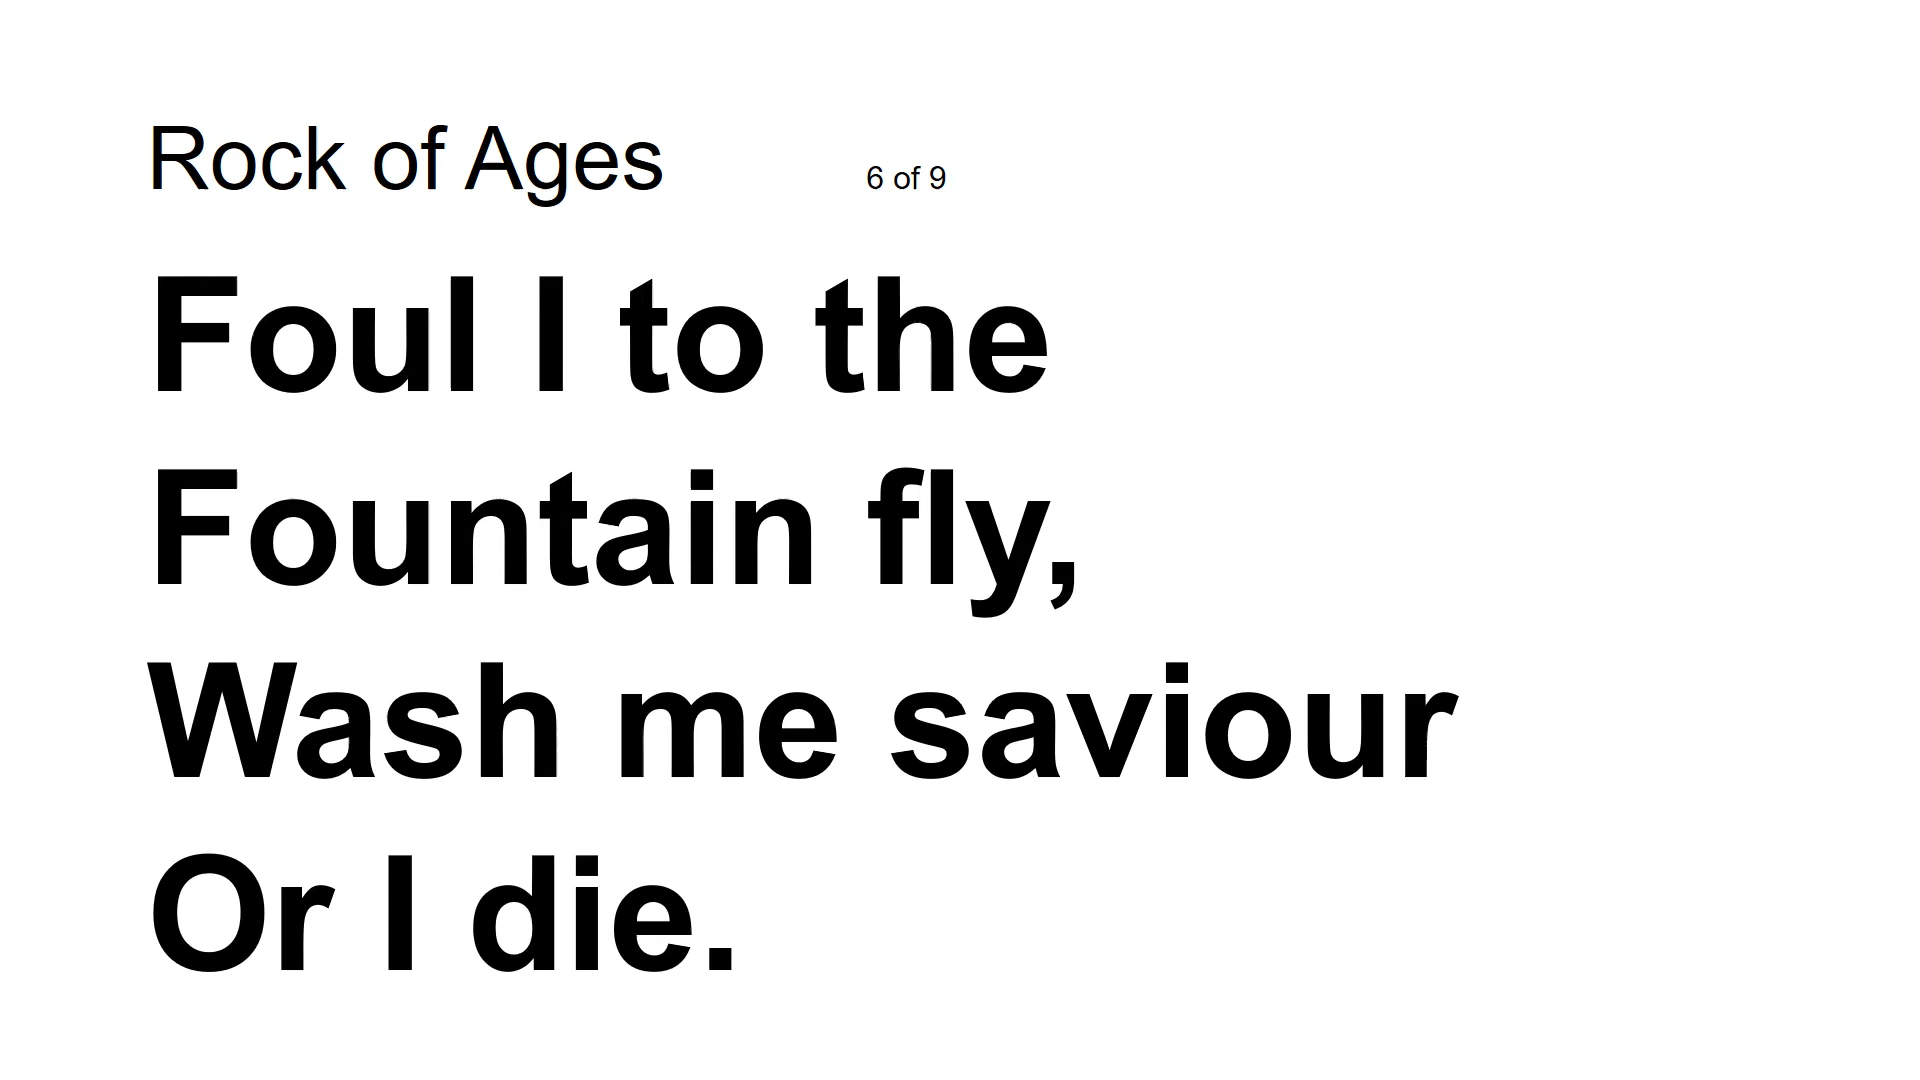 Rock of Ages 6 of 9
Foul I to the
Fountain fly,
Wash me saviour
Or I die.